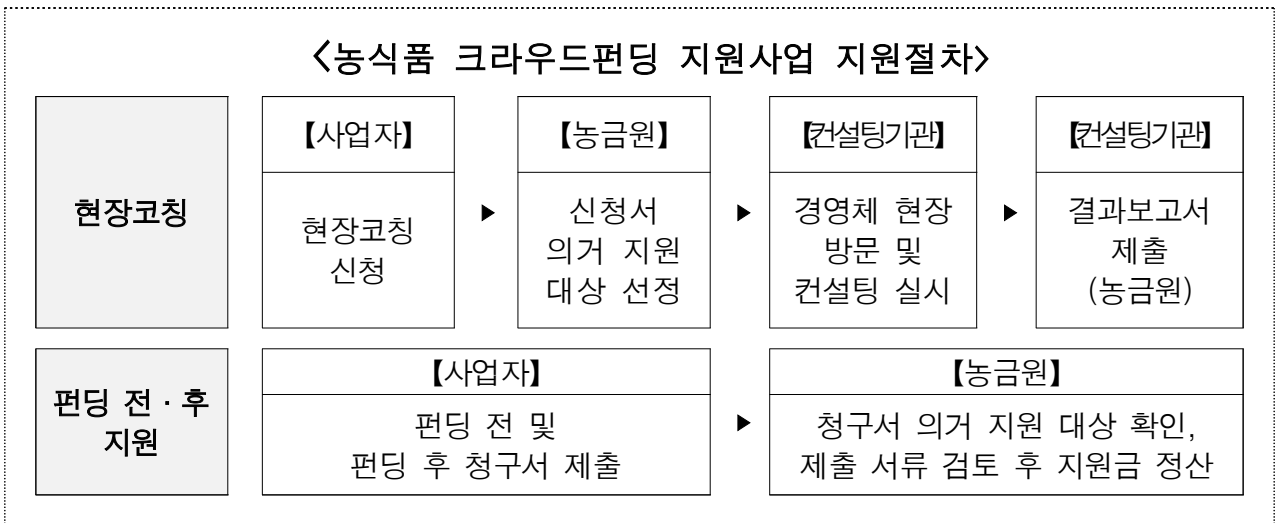 <농식품 크라우드펀딩 지원사업 지원절차>
현장코칭
【사업자】
현장코칭
신청
▶
【농금원】
신청서
의거 지원
대상 선정
▶
【컨설팅기관】
경영체 현장
방문 및
컨설팅 실시
▶
【컨설팅기관】
결과보고서
제출
(농금원)
펀딩 전·후
지원
【사업자】
펀딩 전 및
펀딩 후 청구서 제출
▶
【농금원】
청구서 의거 지원 대상 확인,
제출 서류 검토 후 지원금 정산